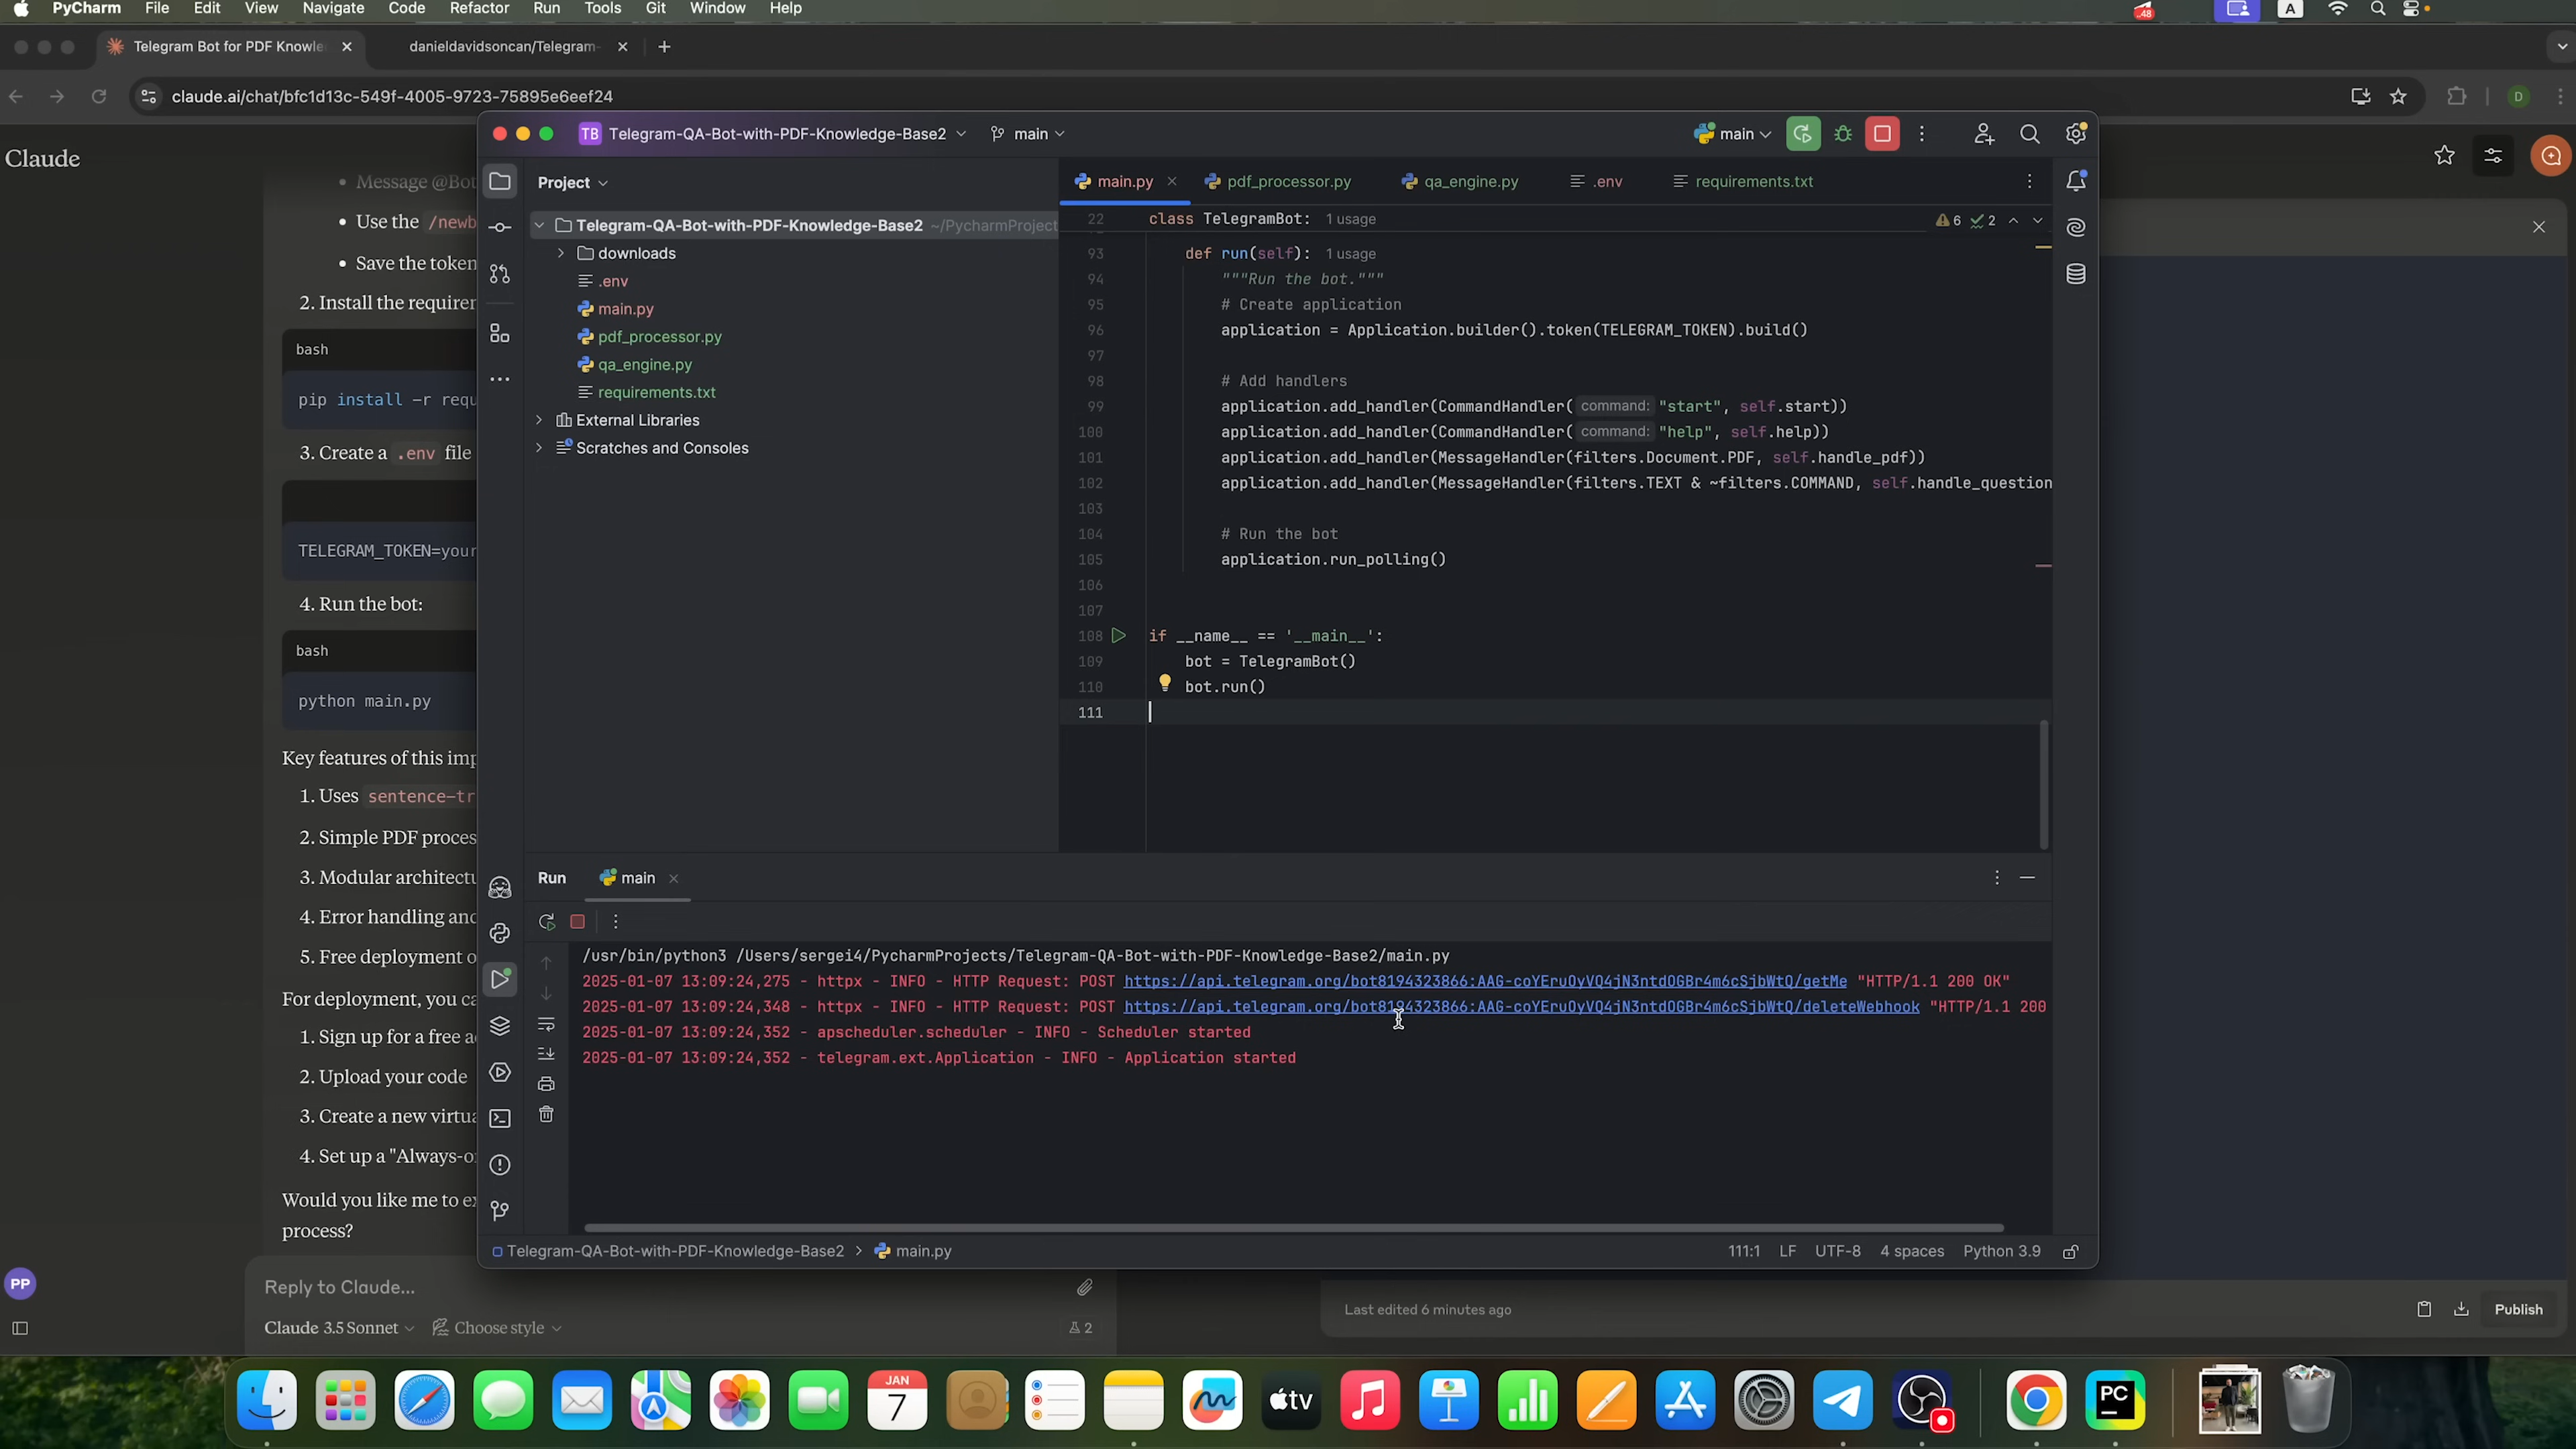 PyCharm File Edit View Navigate Code Refactor Run Tools Git Window Help
48
A
Telegram Bot for PDF Knowle
danieldavidsoncan/Telegram-
claude.ai/chat/bfc1d13c-549f-4005-9723-75895e6eef24
D
Claude
Message @Bot
Use the /newb
Save the token
2. Install the requirer
bash
pip install -r requ
3. Create a .env file
TELEGRAM_TOKEN=your
4. Run the bot:
bash
python main.py
Key features of this imp
1. Uses sentence-tr
2. Simple PDF proces
3. Modular architectu
4. Error handling and
5. Free deployment o
For deployment, you ca
1. Sign up for a free a
2. Upload your code
3. Create a new virtua
4. Set up a "Always-o
Would you like me to ex
process?
PP
Reply to Claude...
Claude 3.5 Sonnet
Choose style
2
TB Telegram-QA-Bot-with-PDF-Knowledge-Base2
main
main
Project
Telegram-QA-Bot-with-PDF-Knowledge-Base2 ~/PycharmProject
downloads
.env
main.py
pdf_processor.py
qa_engine.py
requirements.txt
External Libraries
Scratches and Consoles
main.py
pdf_processor.py
qa_engine.py
.env
requirements.txt
22 class TelegramBot: 1 usage
6 2
93 def run(self): 1 usage
94 """Run the bot."""
95 # Create application
96 application = Application.builder().token(TELEGRAM_TOKEN).build()
97
98 # Add handlers
99 application.add_handler(CommandHandler( command: "start", self.start))
100 application.add_handler(CommandHandler( command: "help", self.help))
101 application.add_handler(MessageHandler(filters.Document.PDF, self.handle_pdf))
102 application.add_handler(MessageHandler(filters.TEXT & ~filters.COMMAND, self.handle_question
103
104 # Run the bot
105 application.run_polling()
106
107
108 if __name__ == '__main__':
109 bot = TelegramBot()
110 bot.run()
111
Run
main
/usr/bin/python3 /Users/sergei4/PycharmProjects/Telegram-QA-Bot-with-PDF-Knowledge-Base2/main.py
2025-01-07 13:09:24,275 - httpx - INFO - HTTP Request: POST https://api.telegram.org/bot8194323866:AAG-coYEruOyVQ4jN3ntdOGBr4m6cSjbWtQ/getMe "HTTP/1.1 200 OK"
2025-01-07 13:09:24,348 - httpx - INFO - HTTP Request: POST https://api.telegram.org/bot8194323866:AAG-coYEruOyVQ4jN3ntdOGBr4m6cSjbWtQ/deleteWebhook "HTTP/1.1 200
2025-01-07 13:09:24,352 - apscheduler.scheduler - INFO - Scheduler started
2025-01-07 13:09:24,352 - telegram.ext.Application - INFO - Application started
Telegram-QA-Bot-with-PDF-Knowledge-Base2 > main.py
111:1 LF UTF-8 4 spaces Python 3.9
Last edited 6 minutes ago
Publish
JAN
7
tv
PC